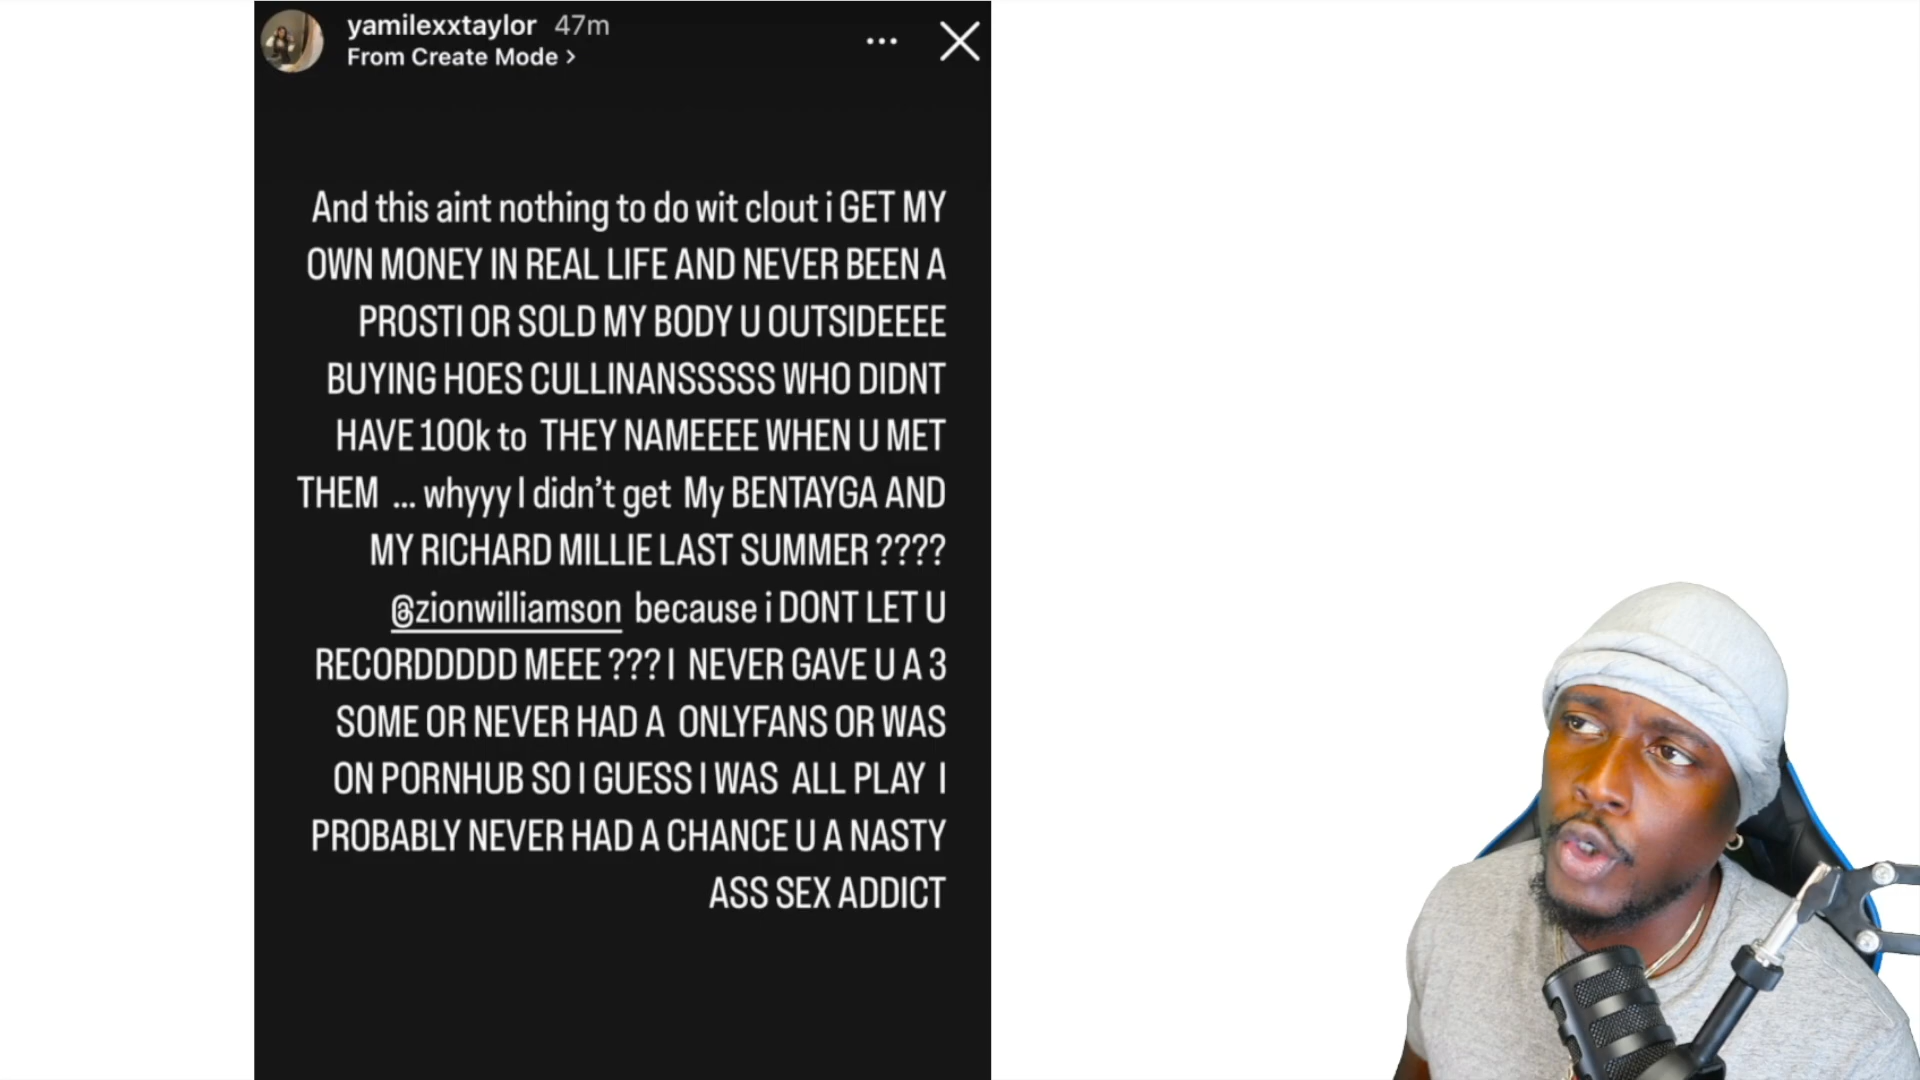 yamilexxtaylor 47m
From Create Mode >
And this aint nothing to do wit clout i GET MY
OWN MONEY IN REAL LIFE AND NEVER BEEN A
PROSTI OR SOLD MY BODY U OUTSIDEEEE
BUYING HOES CULLINANSSSSS WHO DIDNT
HAVE 100k to THEY NAMEEEE WHEN U MET
THEM ... whyyy I didn't get My BENTAYGA AND
MY RICHARD MILLIE LAST SUMMER ????
@zionwilliamson because i DONT LET U
RECORDDDDD MEEE ??? I NEVER GAVE U A 3
SOME OR NEVER HAD A ONLYFANS OR WAS
ON PORNHUB SO I GUESS I WAS ALL PLAY I
PROBABLY NEVER HAD A CHANCE U A NASTY
ASS SEX ADDICT